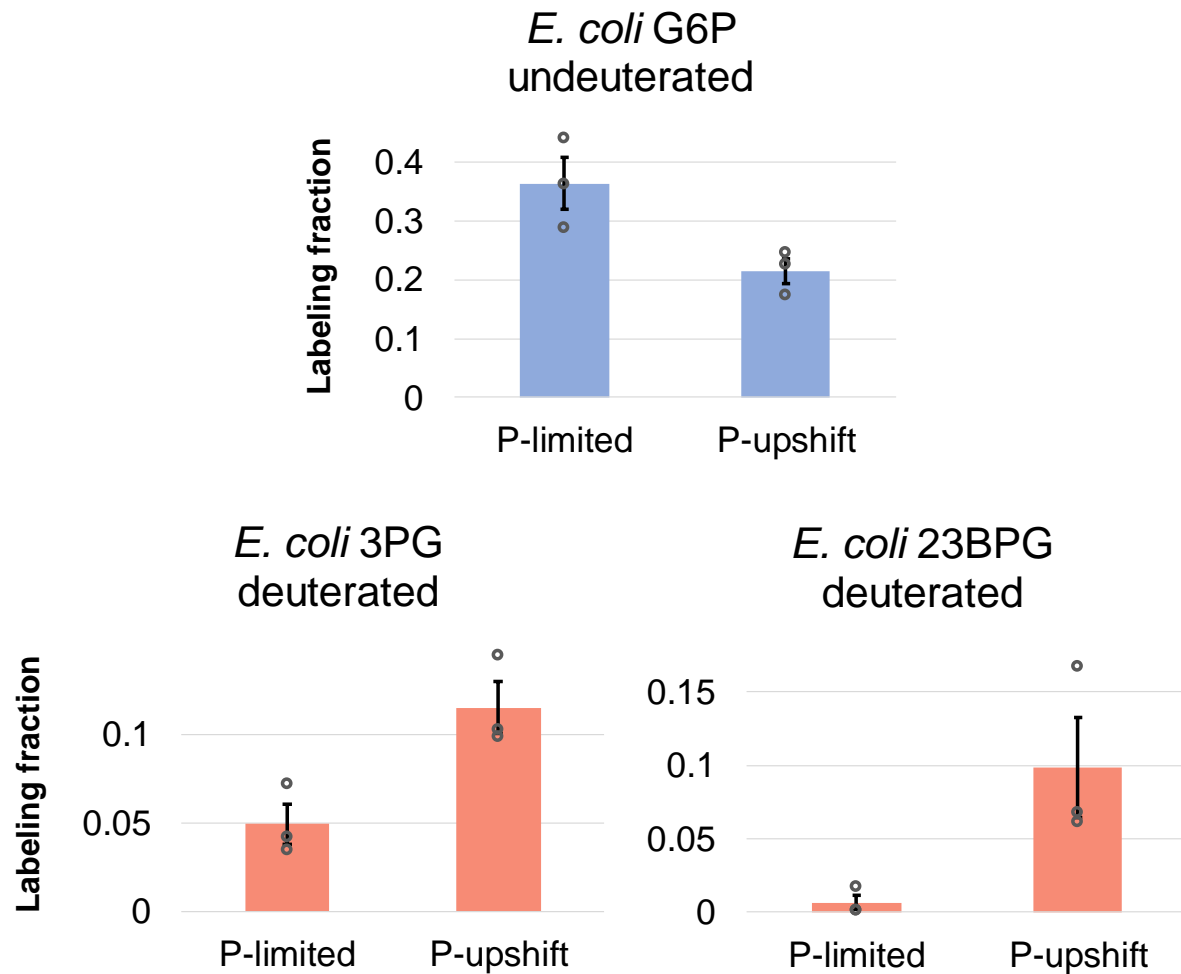 E. coli G6P
undeuterated
Labeling fraction
0.4
0.3
0.2
0.1
0
P-limited P-upshift
E. coli 3PG
deuterated
Labeling fraction
0.1
0.05
0
P-limited P-upshift
E. coli 23BPG
deuterated
0.15
0.1
0.05
0
P-limited P-upshift